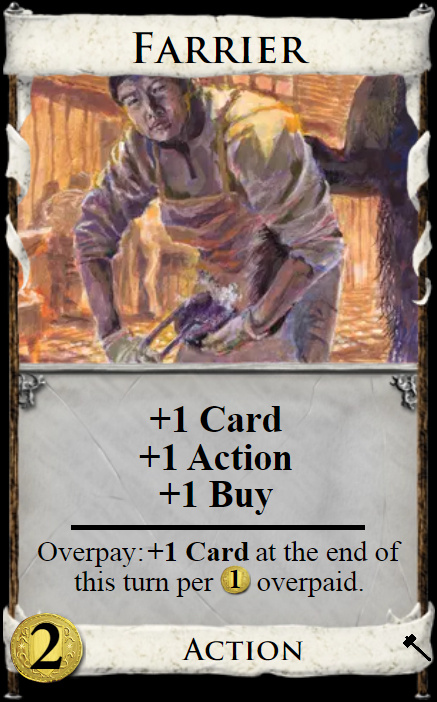 FARRIER
+1 Card
+1 Action
+1 Buy
Overpay: +1 Card at the end of
this turn per 1 overpaid.
2
ACTION